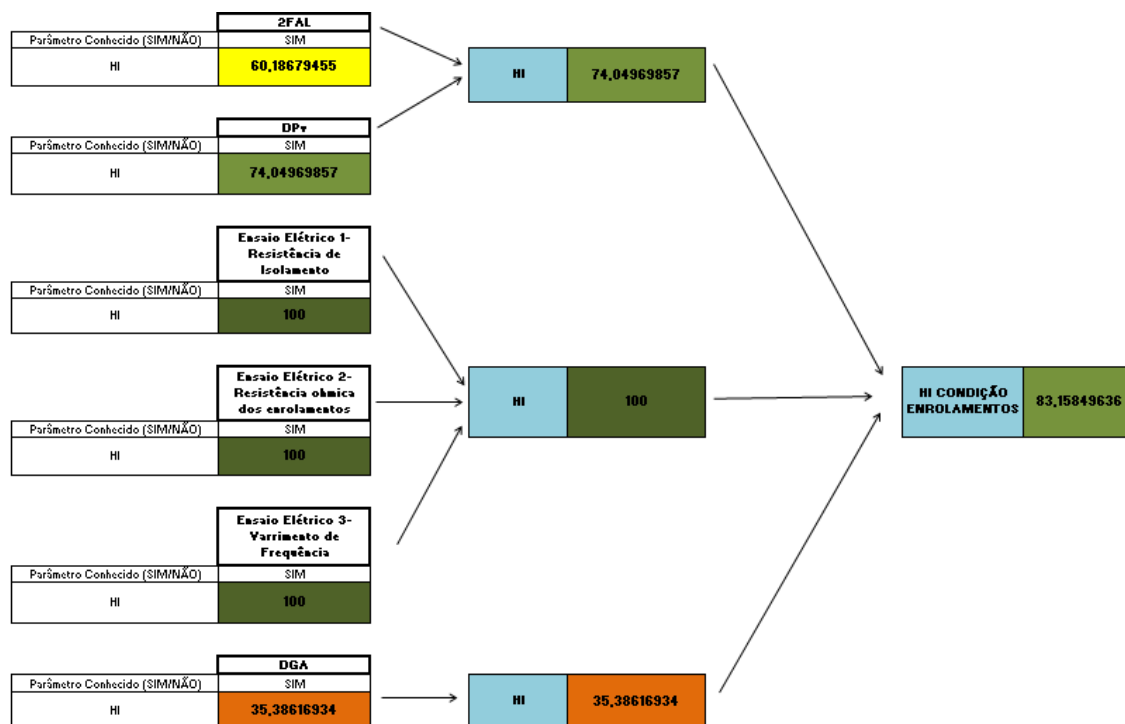 2FAL
Parâmetro Conhecido (SIM/NÃO) SIM
HI 60,18679455
HI 74,04969857
DPv
Parâmetro Conhecido (SIM/NÃO) SIM
HI 74,04969857
Ensaio Elétrico 1-
Resistência de
Isolamento
Parâmetro Conhecido (SIM/NÃO) SIM
HI 100
Ensaio Elétrico 2-
Resistência ohmica
dos enrolamentos
Parâmetro Conhecido (SIM/NÃO) SIM
HI 100
HI 100
HI CONDIÇÃO
ENROLAMENTOS
83,15849636
Ensaio Elétrico 3-
Varrimento de
Frequência
Parâmetro Conhecido (SIM/NÃO) SIM
HI 100
DGA
Parâmetro Conhecido (SIM/NÃO) SIM
HI 35,38616934
HI 35,38616934